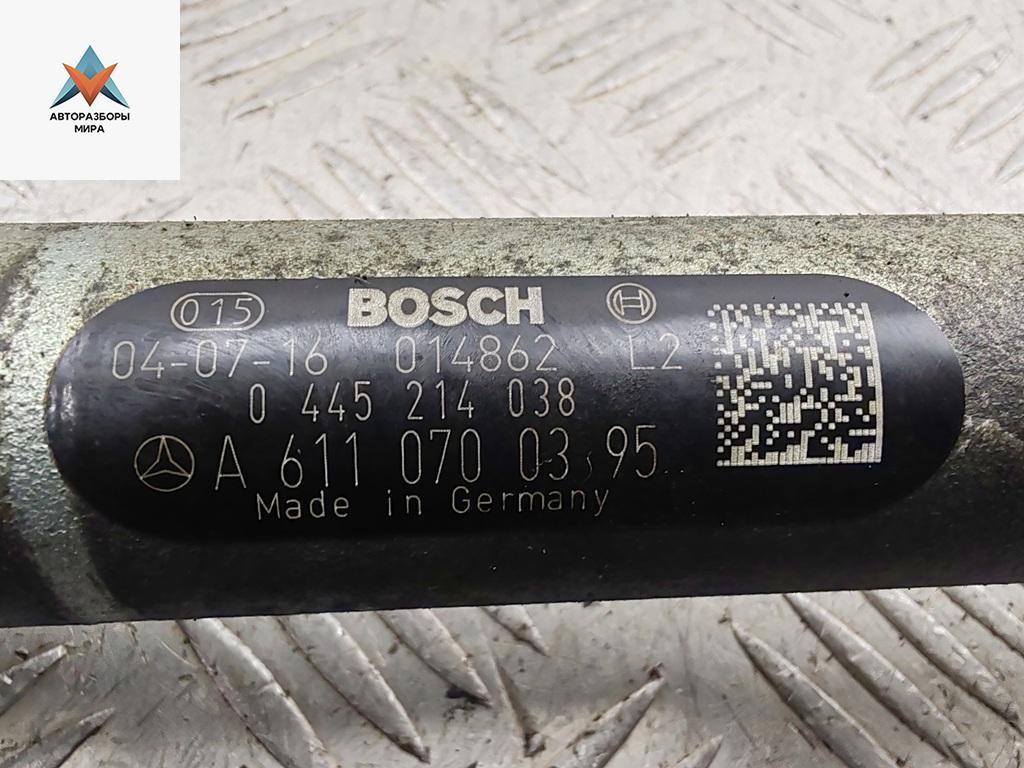 АВТОРАЗБОРЫ
МИРА
015 BOSCH
04-07-16 014862 L2
0 445 214 038
A 611 070 03 95
Made in Germany